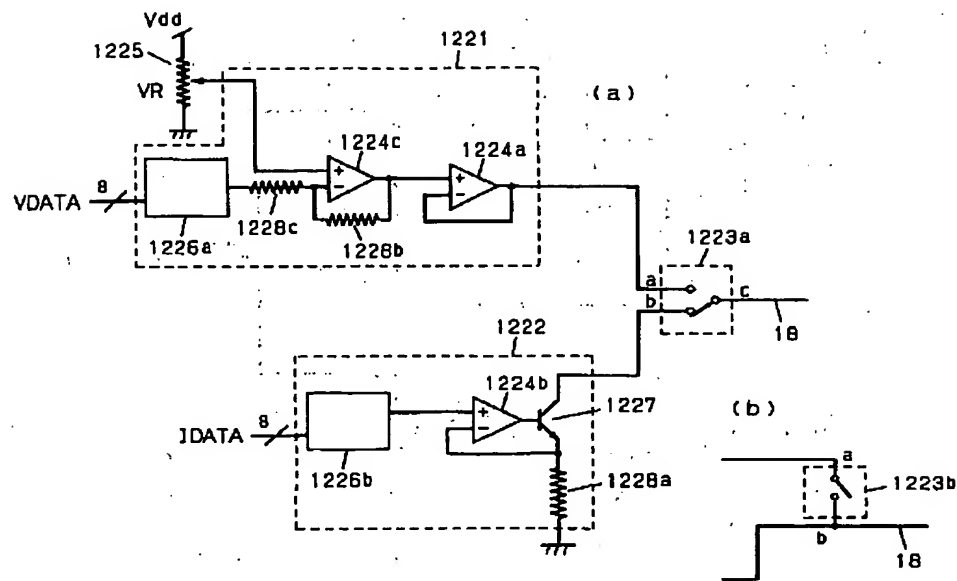 Vdd
1225
1221
VR
(a)
1224c
1224a
+
-
+
-
VDATA
8
1226a
1228c
1228b
1223a
a
b
c
18
1222
1224b
+
-
1227
IDATA
8
1226b
1228a
(b)
a
1223b
b
18